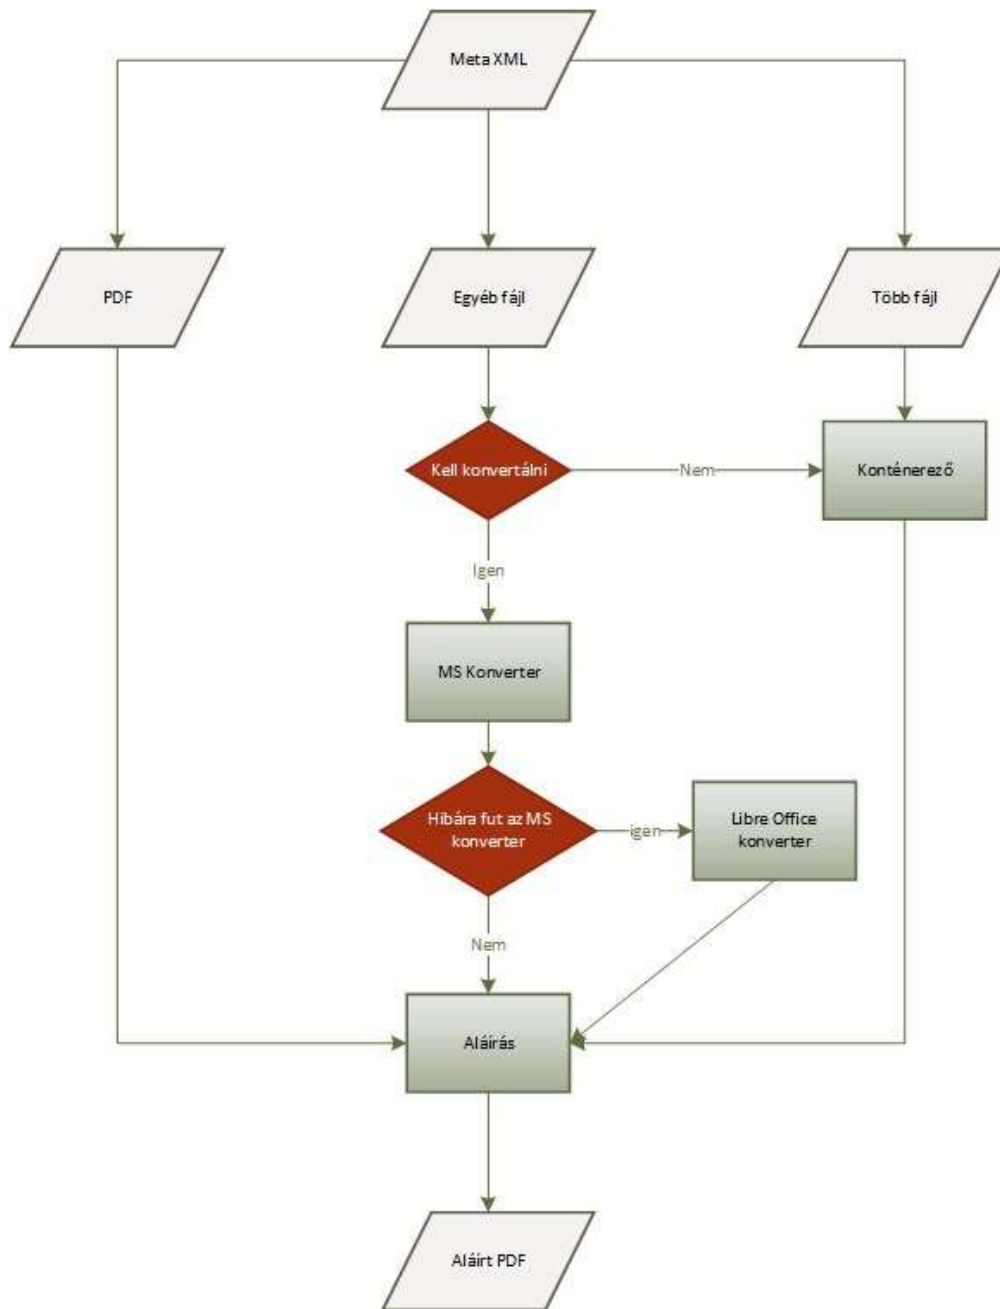 Meta XML
PDF
Egyéb fájl
Több fájl
Kell konvertálni
Nem
Konténerező
Igen
MS Konverter
Hibára fut az MS
konverter
igen
Libre Office
konverter
Nem
Aláírás
Aláírt PDF